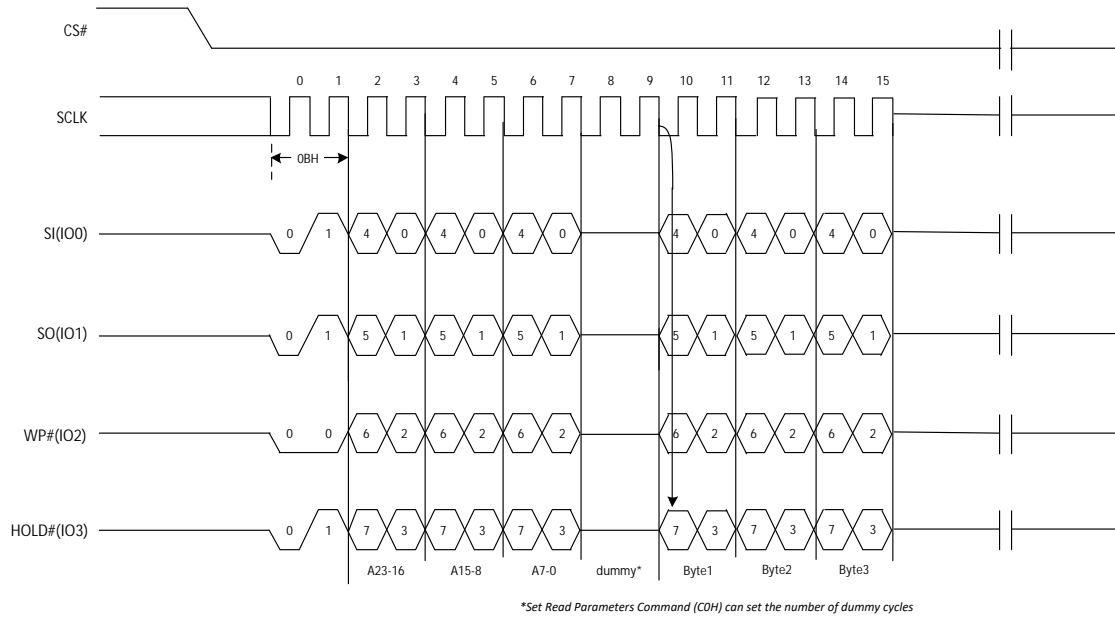 CS#
0 1 2 3 4 5 6 7 8 9 10 11 12 13 14 15
SCLK
0BH
SI(IO0) 0 1 4 0 4 0 4 0 4 0 4 0 4 0
SO(IO1) 0 1 5 1 5 1 5 1 5 1 5 1 5 1
WP#(IO2) 0 0 6 2 6 2 6 2 6 2 6 2 6 2
HOLD#(IO3) 0 1 7 3 7 3 7 3 7 3 7 3 7 3
A23-16 A15-8 A7-0 dummy* Byte1 Byte2 Byte3
*Set Read Parameters Command (C0H) can set the number of dummy cycles